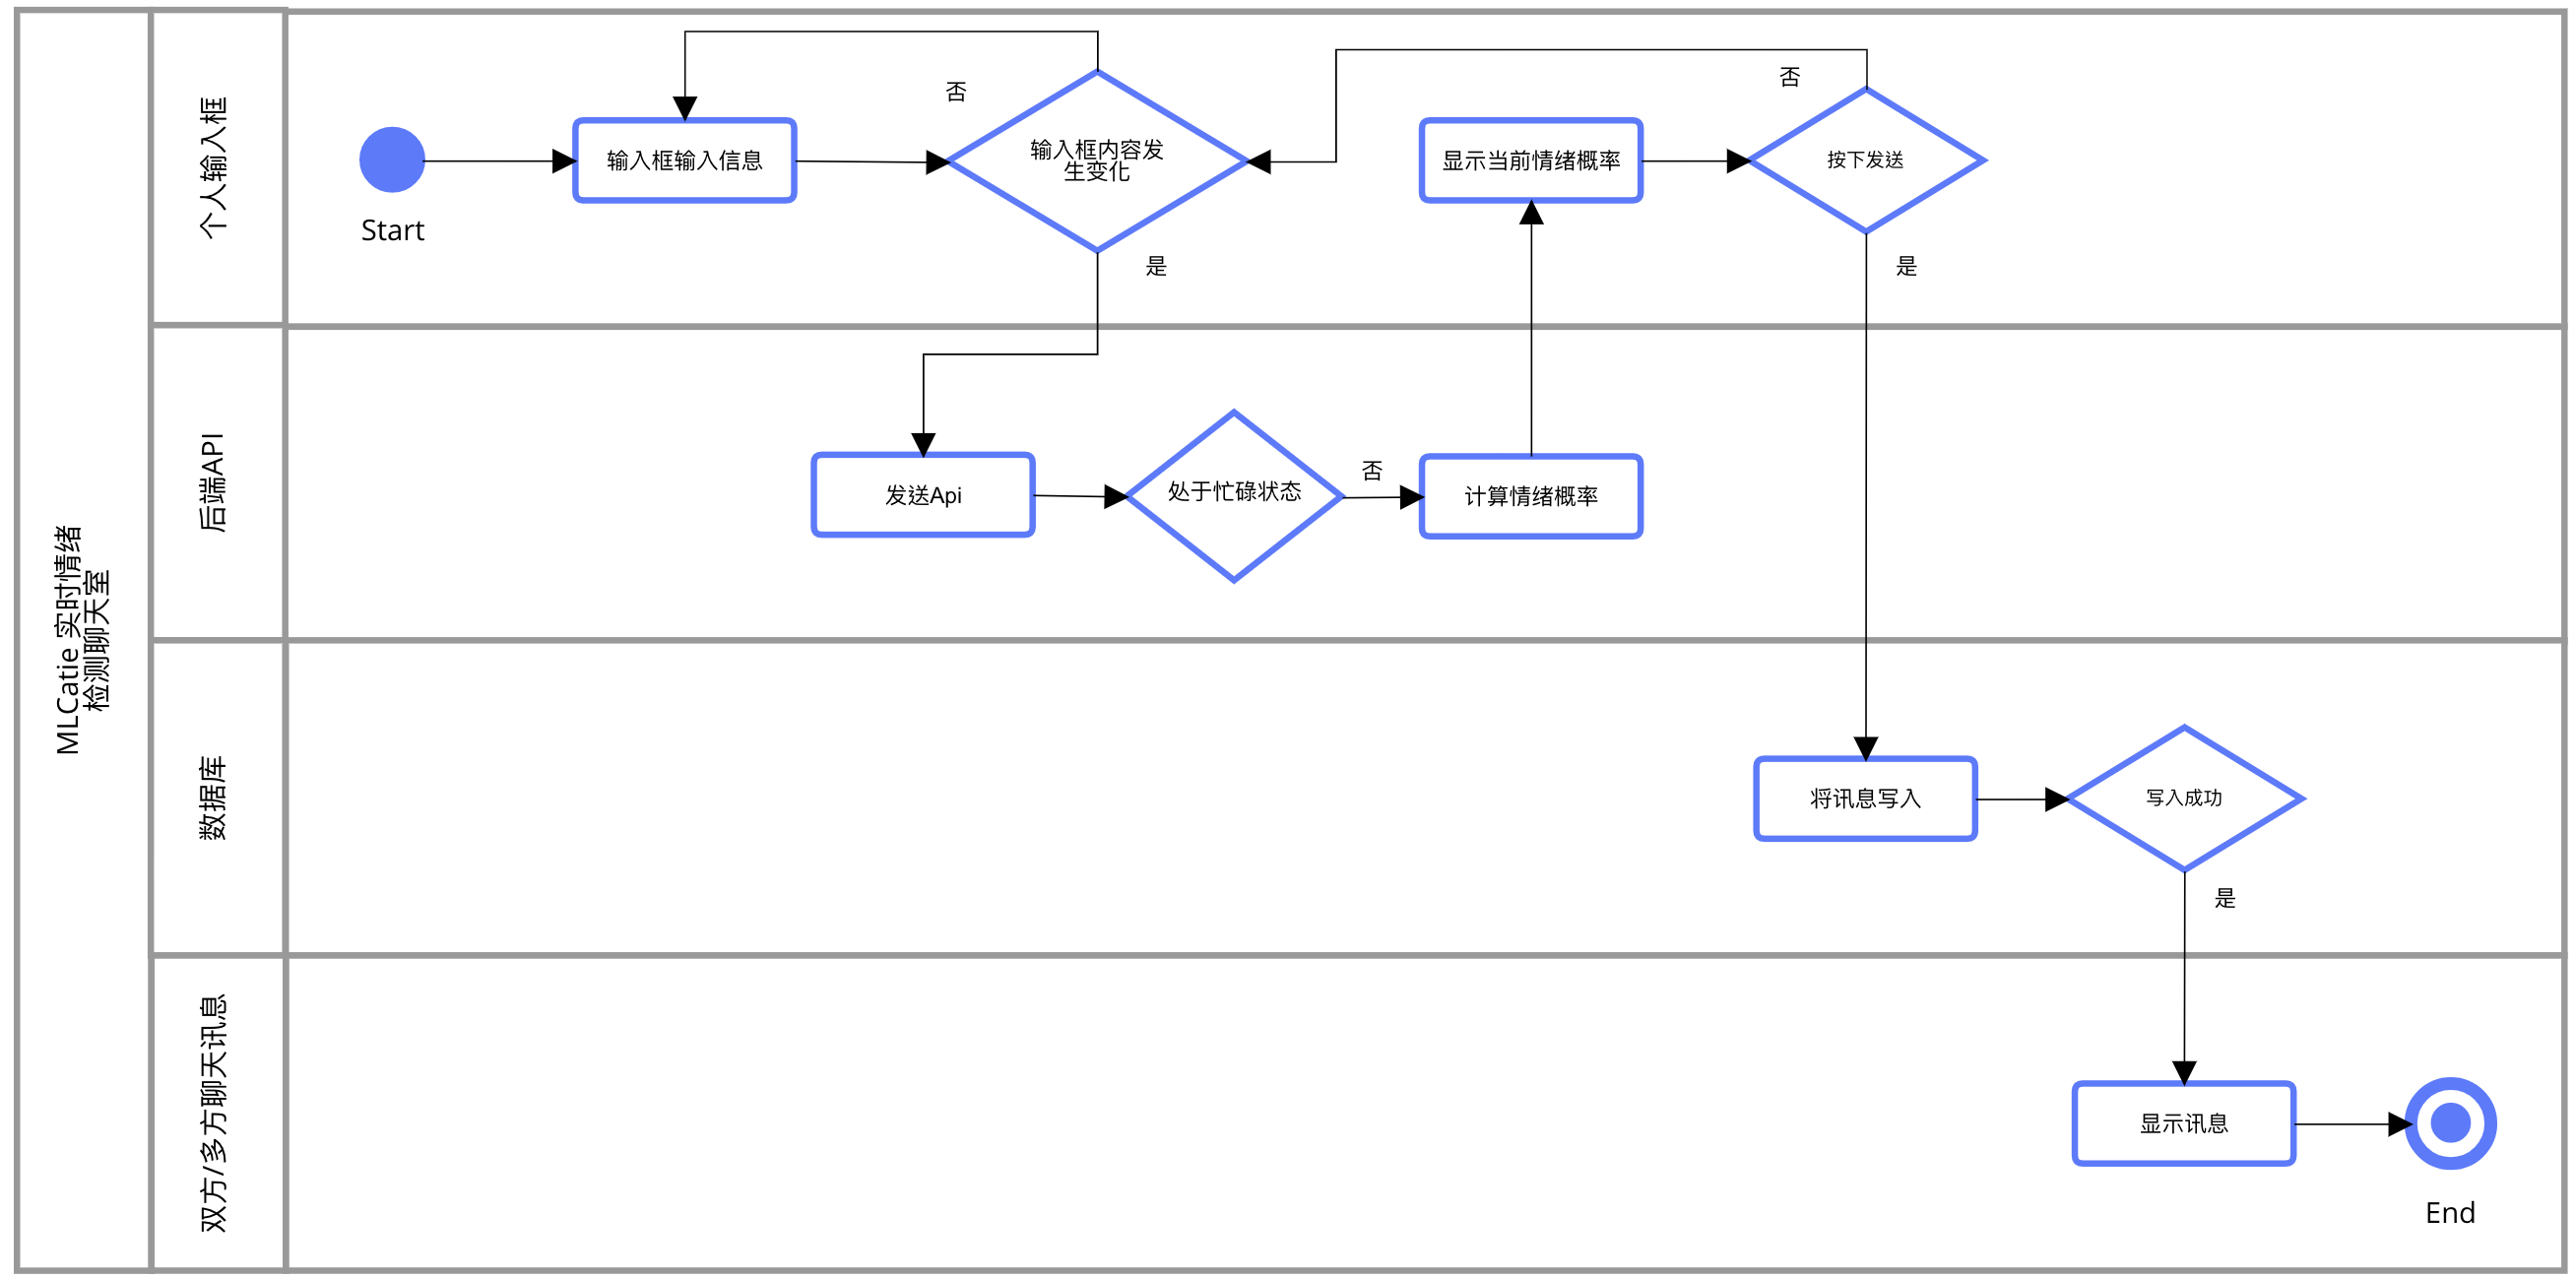 MLCatie 实时情绪
检测聊天室
个人输入框
Start
输入框输入信息
否
输入框内容发
生变化
是
显示当前情绪概率
否
按下发送
是
后端API
发送Api
处于忙碌状态
否
计算情绪概率
数据库
将讯息写入
写入成功
是
双方/多方聊天讯息
显示讯息
End